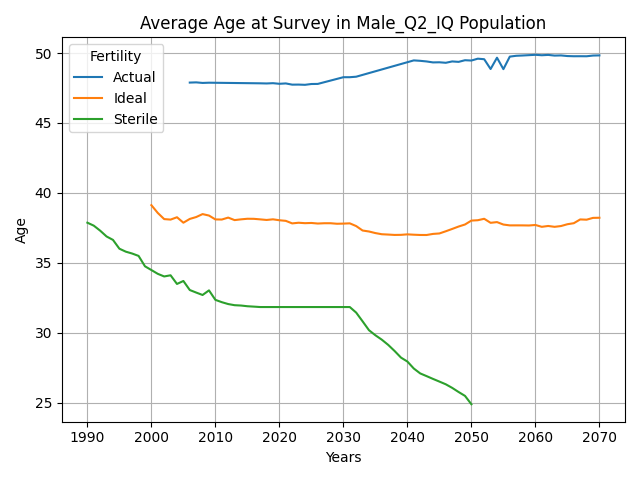 Average Age at Survey in Male_Q2_IQ Population
Fertility
Actual
Ideal
Sterile
Age
50
45
40
35
30
25
1990
2000
2010
2020
2030
2040
2050
2060
2070
Years